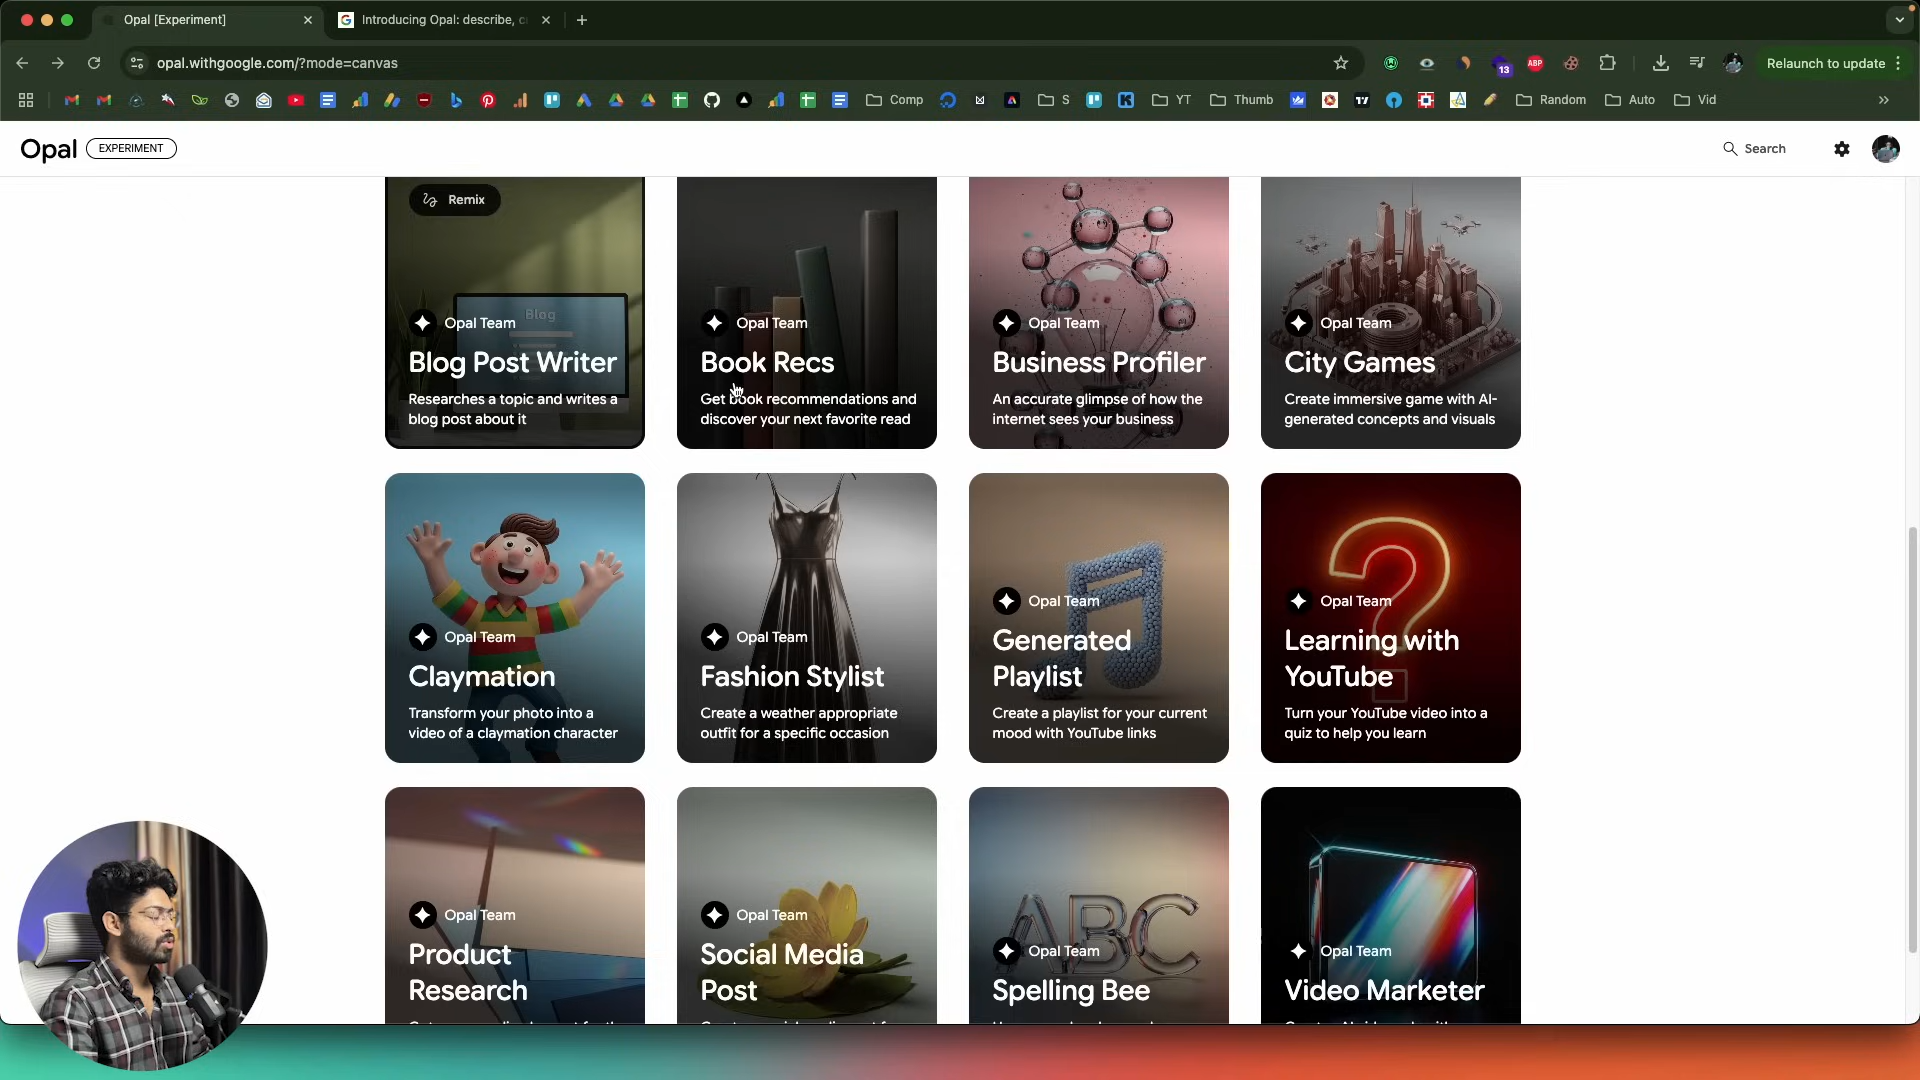 Opal [Experiment]
Introducing Opal: describe, c
opal.withgoogle.com/?mode=canvas
13
ABP
Relaunch to update
Comp
S
YT
Thumb
Random
Auto
Vid
Opal EXPERIMENT
Search
Remix
Blog
Opal Team
Blog Post Writer
Researches a topic and writes a
blog post about it
Opal Team
Book Recs
Get book recommendations and
discover your next favorite read
Opal Team
Business Profiler
An accurate glimpse of how the
internet sees your business
Opal Team
City Games
Create immersive game with AI-
generated concepts and visuals
Opal Team
Claymation
Transform your photo into a
video of a claymation character
Opal Team
Fashion Stylist
Create a weather appropriate
outfit for a specific occasion
Opal Team
Generated
Playlist
Create a playlist for your current
mood with YouTube links
Opal Team
Learning with
YouTube
Turn your YouTube video into a
quiz to help you learn
Opal Team
Product
Research
Opal Team
Social Media
Post
ABC
Opal Team
Spelling Bee
Opal Team
Video Marketer